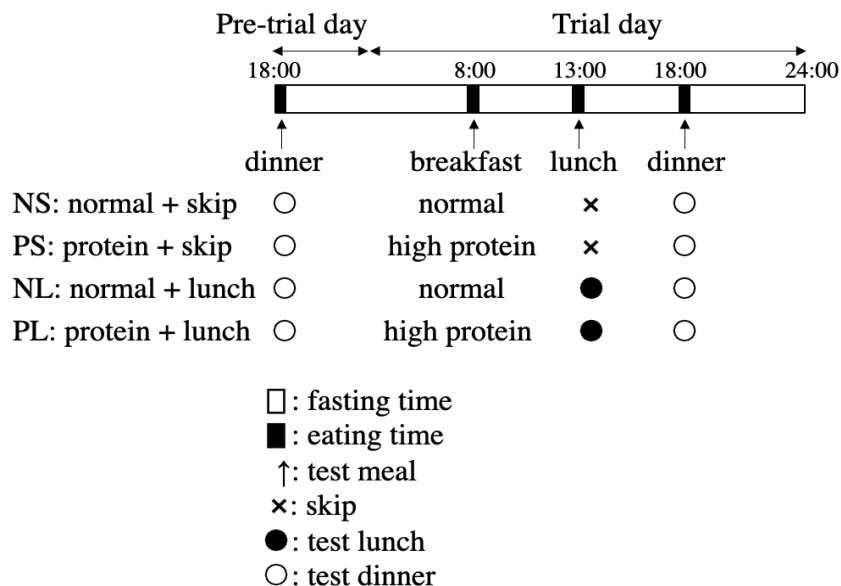 Pre-trial day Trial day
18:00 8:00 13:00 18:00 24:00
dinner breakfast lunch dinner
NS: normal + skip ○ normal × ○
PS: protein + skip ○ high protein × ○
NL: normal + lunch ○ normal ● ○
PL: protein + lunch ○ high protein ● ○
□: fasting time
■: eating time
↑: test meal
×: skip
●: test lunch
○: test dinner